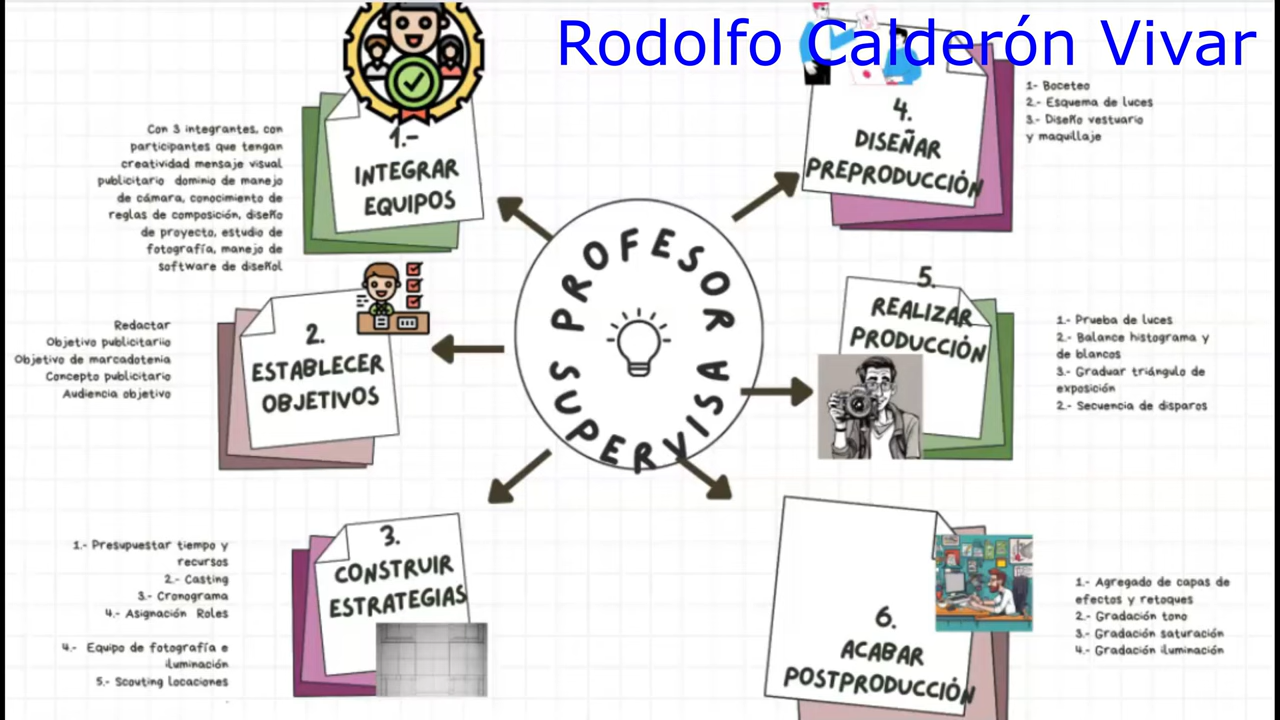 Rodolfo Calderón Vivar
PROFESOR
SUPERVISA
1.-
INTEGRAR
EQUIPOS
Con 3 integrantes, con
participantes que tengan
creatividad mensaje visual
publicitario dominio de manejo
de cámara, conocimiento de
reglas de composición, diseño
de proyecto, estudio de
fotografía, manejo de
software de diseñol
2.
ESTABLECER
OBJETIVOS
Redactar
Objetivo publicitariio
Objetivo de marcadotenia
Concepto publicitario
Audiencia objetivo
3.
CONSTRUIR
ESTRATEGIAS
1.- Presupuestar tiempo y
recursos
2.- Casting
3.- Cronograma
4.- Asignación Roles
4.- Equipo de fotografía e
iluminación
5.- Scouting locaciones
4.
DISEÑAR
PREPRODUCCIÓN
1- Boceteo
2.- Esquema de luces
3.- Diseño vestuario
y maquillaje
5.
REALIZAR
PRODUCCIÓN
1.- Prueba de luces
2.- Balance histograma y
de blancos
3.- Graduar triángulo de
exposición
2.- Secuencia de disparos
6.
ACABAR
POSTPRODUCCIÓN
1.- Agregado de capas de
efectos y retoques
2.- Gradación tono
3.- Gradación saturación
4.- Gradación iluminación